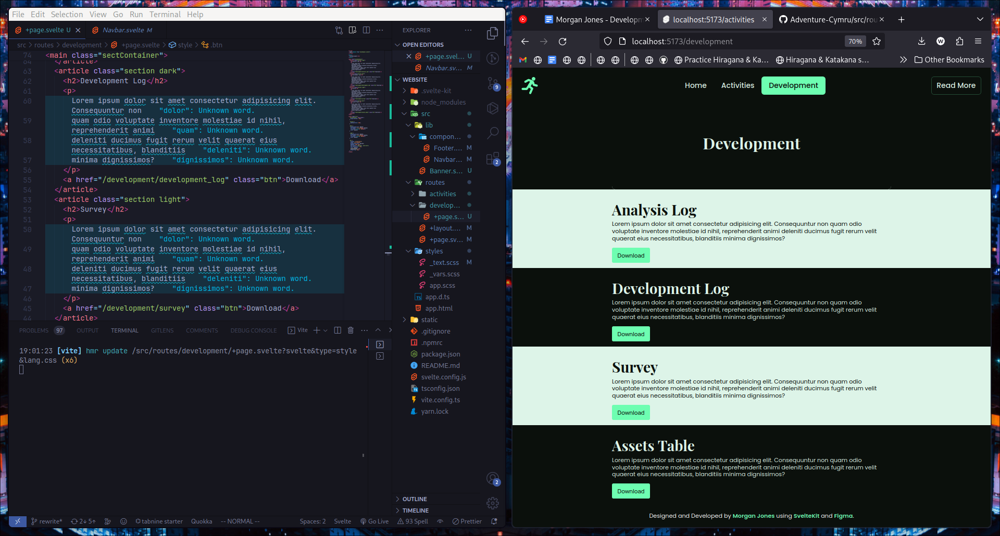 File Edit Selection View Go Run Terminal Help
+page.svelte U
Navbar.svelte M
src > routes > development > +page.svelte > style > .btn
74 <main class="sectContainer">
64 </article>
63 <article class="section dark">
62 <h2>Development Log</h2>
61 <p>
60 Lorem ipsum dolor sit amet consectetur adipisicing elit.
Consequuntur non "dolor": Unknown word.
59 quam odio voluptate inventore molestiae id nihil,
reprehenderit animi "quam": Unknown word.
58 deleniti ducimus fugit rerum velit quaerat eius
necessitatibus, blanditiis "deleniti": Unknown word.
57 minima dignissimos? "dignissimos": Unknown word.
56 </p>
55 <a href="/development/development_log" class="btn">Download</a>
54 </article>
53 <article class="section light">
52 <h2>Survey</h2>
51 <p>
50 Lorem ipsum dolor sit amet consectetur adipisicing elit.
Consequuntur non "dolor": Unknown word.
49 quam odio voluptate inventore molestiae id nihil,
reprehenderit animi "quam": Unknown word.
48 deleniti ducimus fugit rerum velit quaerat eius
necessitatibus, blanditiis "deleniti": Unknown word.
47 minima dignissimos? "dignissimos": Unknown word.
46 </p>
45 <a href="/development/survey" class="btn">Download</a>
44 </article>
PROBLEMS 97 OUTPUT TERMINAL GITLENS COMMENTS DEBUG CONSOLE Vite
19:01:23 [vite] hmr update /src/routes/development/+page.svelte?svelte&type=style
&lang.css (x6)
EXPLORER
OPEN EDITORS
+page.svel... U
Navbar.sv... M
WEBSITE
.svelte-kit
node_modules
src
lib
compon...
Footer.... M
Navbar... M
Banner.s... U
routes
activities
develop...
+page.s... U
+layout.... M
+page.sv... M
styles
_text.scss M
_vars.scss
app.scss
app.d.ts
app.html
static
.gitignore
.npmrc
package.json
README.md
svelte.config.js
tsconfig.json
vite.config.ts
yarn.lock
OUTLINE
TIMELINE
9
2
2
rewrite* 2↓ 5↑ tabnine starter Quokka -- NORMAL -- Spaces: 2 Svelte Go Live 93 Spell Prettier
Morgan Jones - Developm
localhost:5173/activities
Adventure-Cymru/src/rou
localhost:5173/development 70%
Practice Hiragana & Ka... Hiragana & Katakana s... Other Bookmarks
Home Activities Development Read More
Development
Analysis Log
Lorem ipsum dolor sit amet consectetur adipisicing elit. Consequuntur non quam odio
voluptate inventore molestiae id nihil, reprehenderit animi deleniti ducimus fugit rerum velit
quaerat eius necessitatibus, blanditiis minima dignissimos?
Download
Development Log
Lorem ipsum dolor sit amet consectetur adipisicing elit. Consequuntur non quam odio
voluptate inventore molestiae id nihil, reprehenderit animi deleniti ducimus fugit rerum velit
quaerat eius necessitatibus, blanditiis minima dignissimos?
Download
Survey
Lorem ipsum dolor sit amet consectetur adipisicing elit. Consequuntur non quam odio
voluptate inventore molestiae id nihil, reprehenderit animi deleniti ducimus fugit rerum velit
quaerat eius necessitatibus, blanditiis minima dignissimos?
Download
Assets Table
Lorem ipsum dolor sit amet consectetur adipisicing elit. Consequuntur non quam odio
voluptate inventore molestiae id nihil, reprehenderit animi deleniti ducimus fugit rerum velit
quaerat eius necessitatibus, blanditiis minima dignissimos?
Download
Designed and Developed by Morgan Jones using SvelteKit and Figma.